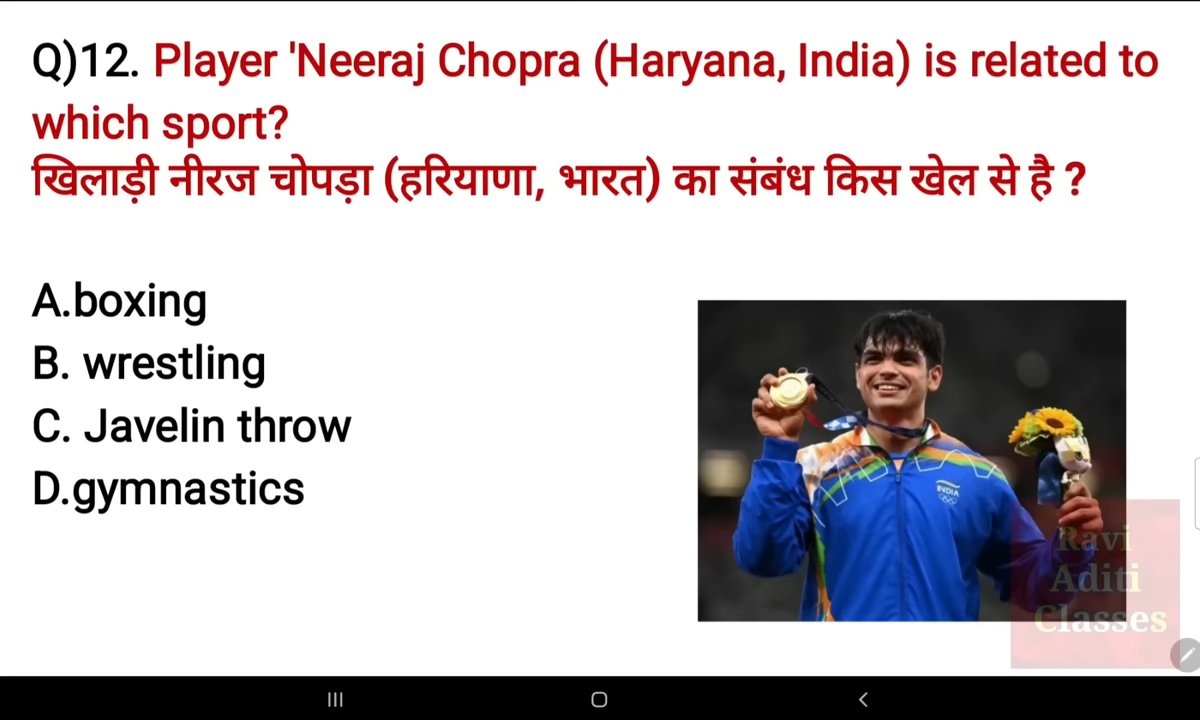 Q)12. Player 'Neeraj Chopra (Haryana, India) is related to
which sport?
खिलाड़ी नीरज चोपड़ा (हरियाणा, भारत) का संबंध किस खेल से है ?
A.boxing
B. wrestling
C. Javelin throw
D.gymnastics
INDIA
Ravi
Aditi
Classes